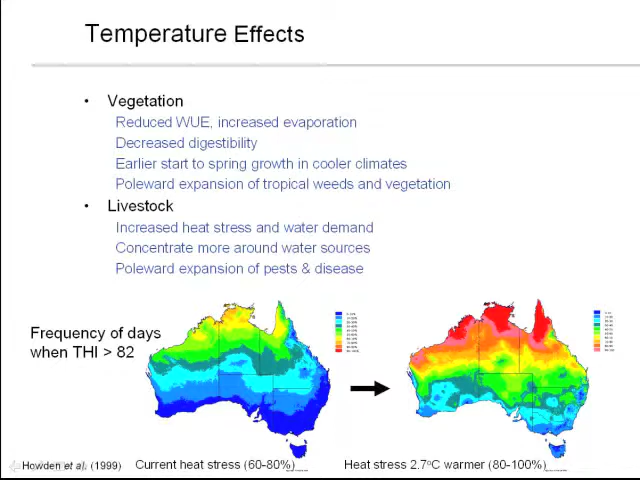 Temperature Effects
• Vegetation
Reduced WUE, increased evaporation
Decreased digestibility
Earlier start to spring growth in cooler climates
Poleward expansion of tropical weeds and vegetation
• Livestock
Increased heat stress and water demand
Concentrate more around water sources
Poleward expansion of pests & disease
Frequency of days
when THI > 82
Howden et al. (1999)
Current heat stress (60-80%)
Heat stress 2.7°C warmer (80-100%)